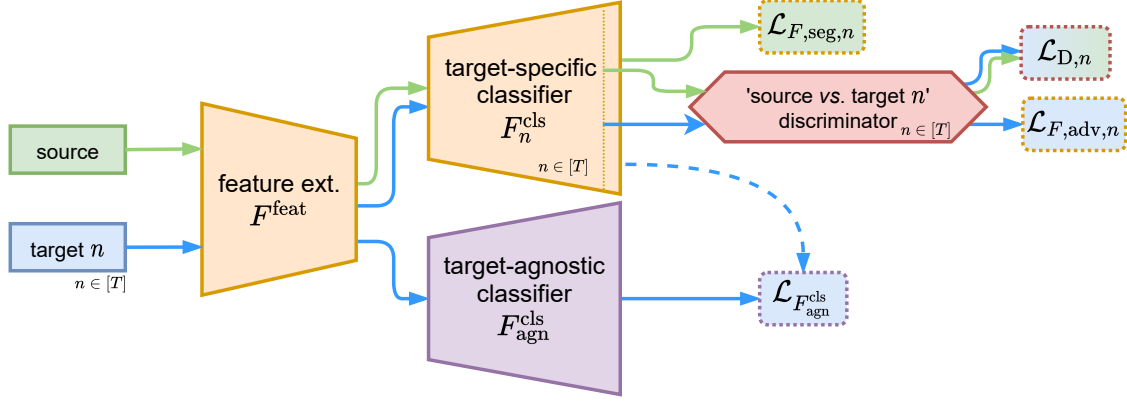 source
target n
n ∈ [T]
feature ext.
F^feat
target-specific
classifier
F_n^cls
n ∈ [T]
target-agnostic
classifier
F_agn^cls
ℒ_F,seg,n
'source vs. target n'
discriminator
n ∈ [T]
ℒ_D,n
ℒ_F,adv,n
ℒ_F_agn^cls